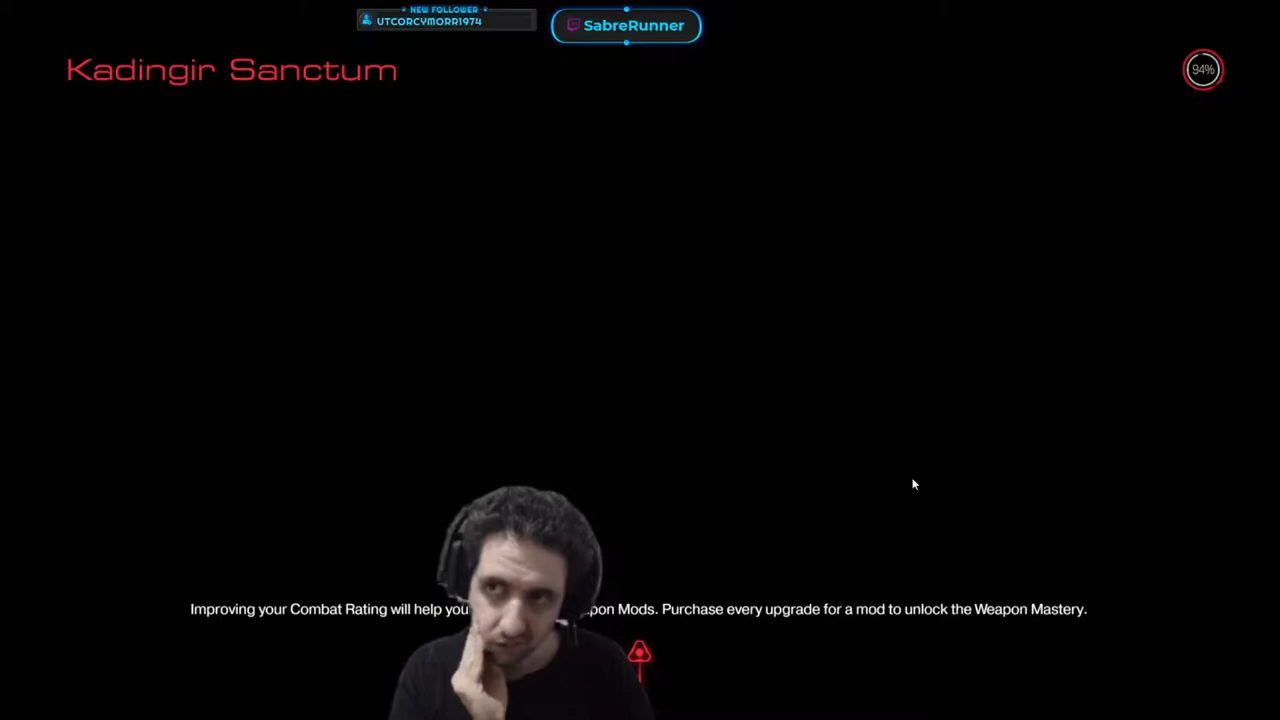 NEW FOLLOWER
UTCORCYMORR1974
SabreRunner
Kadingir Sanctum
94%
Improving your Combat Rating will help you pon Mods. Purchase every upgrade for a mod to unlock the Weapon Mastery.